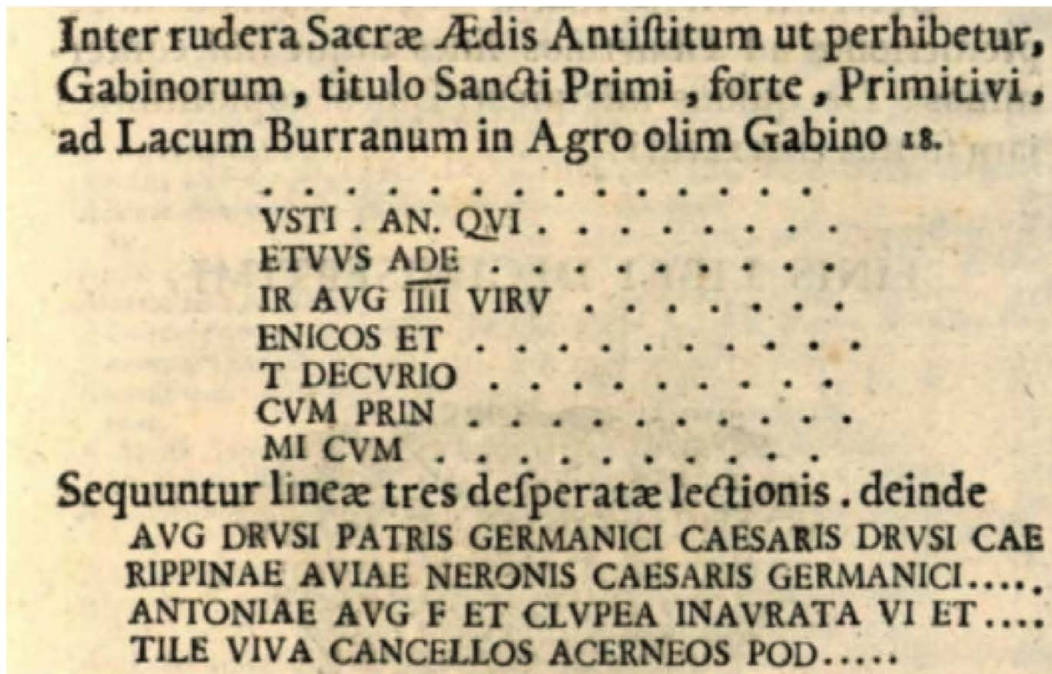 Inter rudera Sacræ Ædis Antiſtitum ut perhibetur,
Gabinorum, titulo Sancti Primi, forte, Primitivi,
ad Lacum Burranum in Agro olim Gabino 18.
. . . . . . . . . . . . . . .
VSTI . AN. QVI . . . . . . . . .
ETVVS ADE . . . . . . . . . .
IR AVG I̅I̅I̅I̅ VIRV . . . . . . . .
ENICOS ET . . . . . . . . . . .
T DECVRIO . . . . . . . . . .
CVM PRIN . . . . . . . . . . .
MI CVM . . . . . . . . . . .
Sequuntur lineæ tres deſperatæ lectionis. deinde
AVG DRVSI PATRIS GERMANICI CAESARIS DRVSI CAE
RIPPINAE AVIAE NERONIS CAESARIS GERMANICI.....
ANTONIAE AVG F ET CLVPEA INAVRATA VI ET....
TILE VIVA CANCELLOS ACERNEOS POD.....